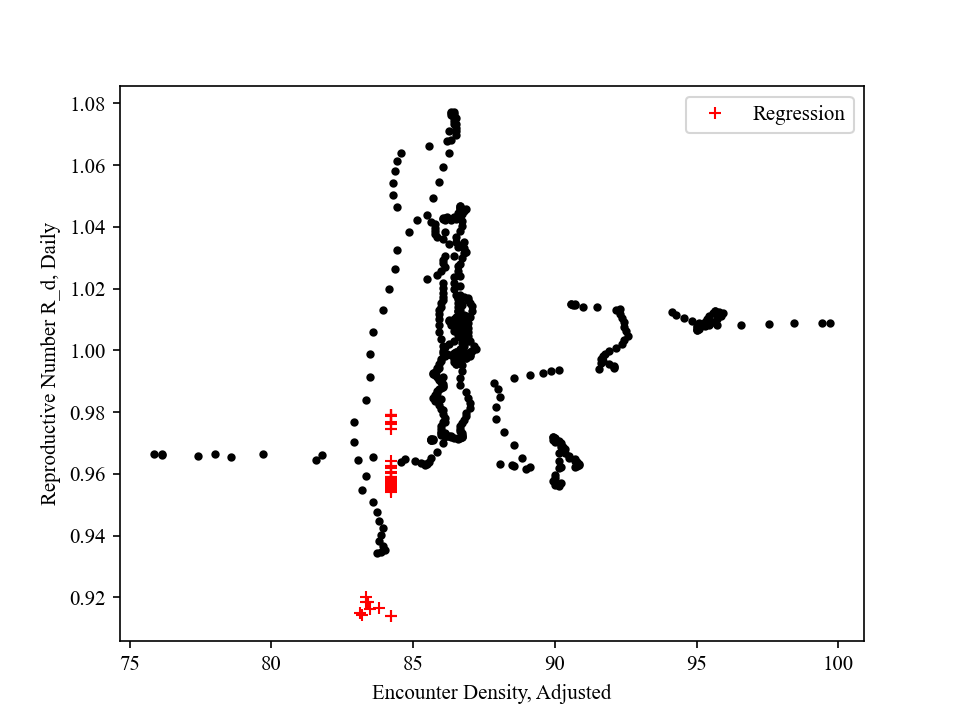 1.08
1.06
1.04
1.02
1.00
0.98
0.96
0.94
0.92
Reproductive Number R_d, Daily
Regression
75 80 85 90 95 100
Encounter Density, Adjusted